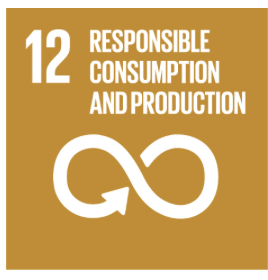 12 RESPONSIBLE
CONSUMPTION
AND PRODUCTION